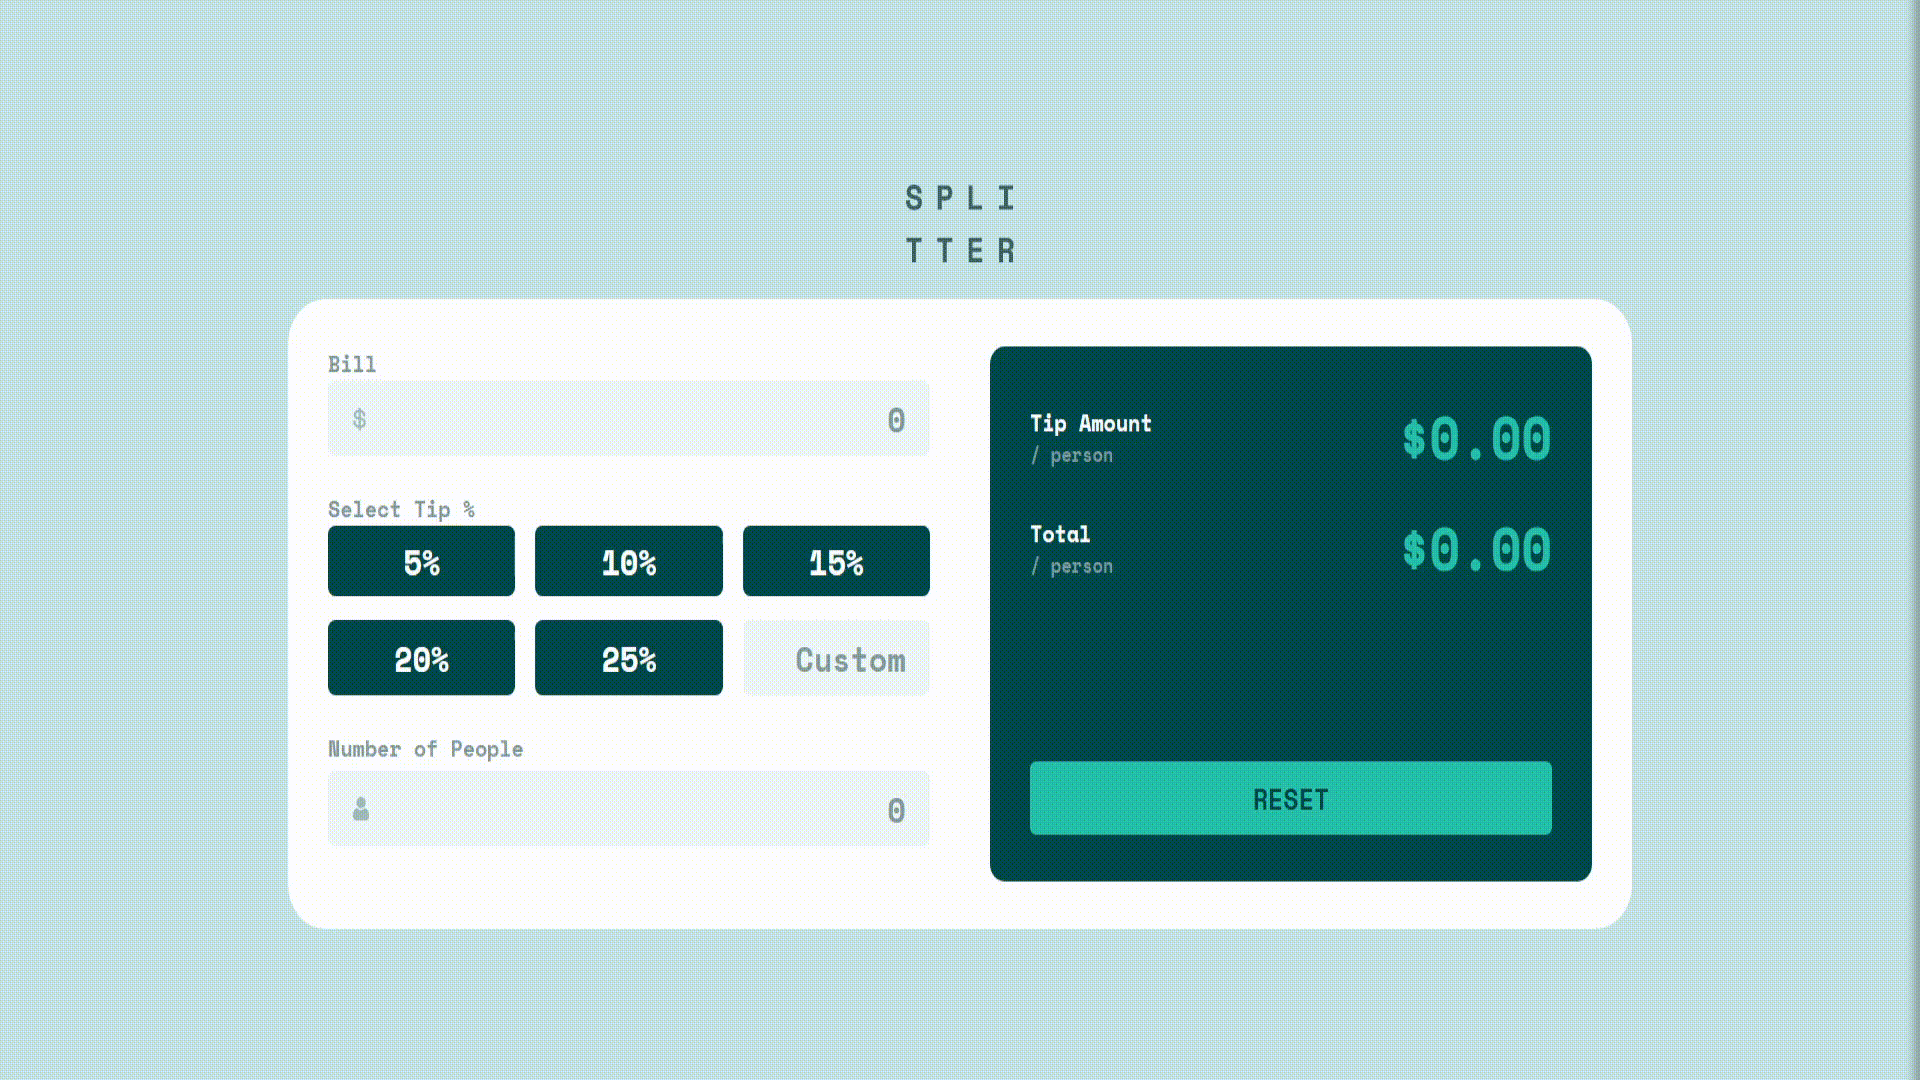 SPLI
TTER
Bill
$ 0
Select Tip %
5% 10% 15%
20% 25% Custom
Number of People
0
Tip Amount
/ person
$0.00
Total
/ person
$0.00
RESET